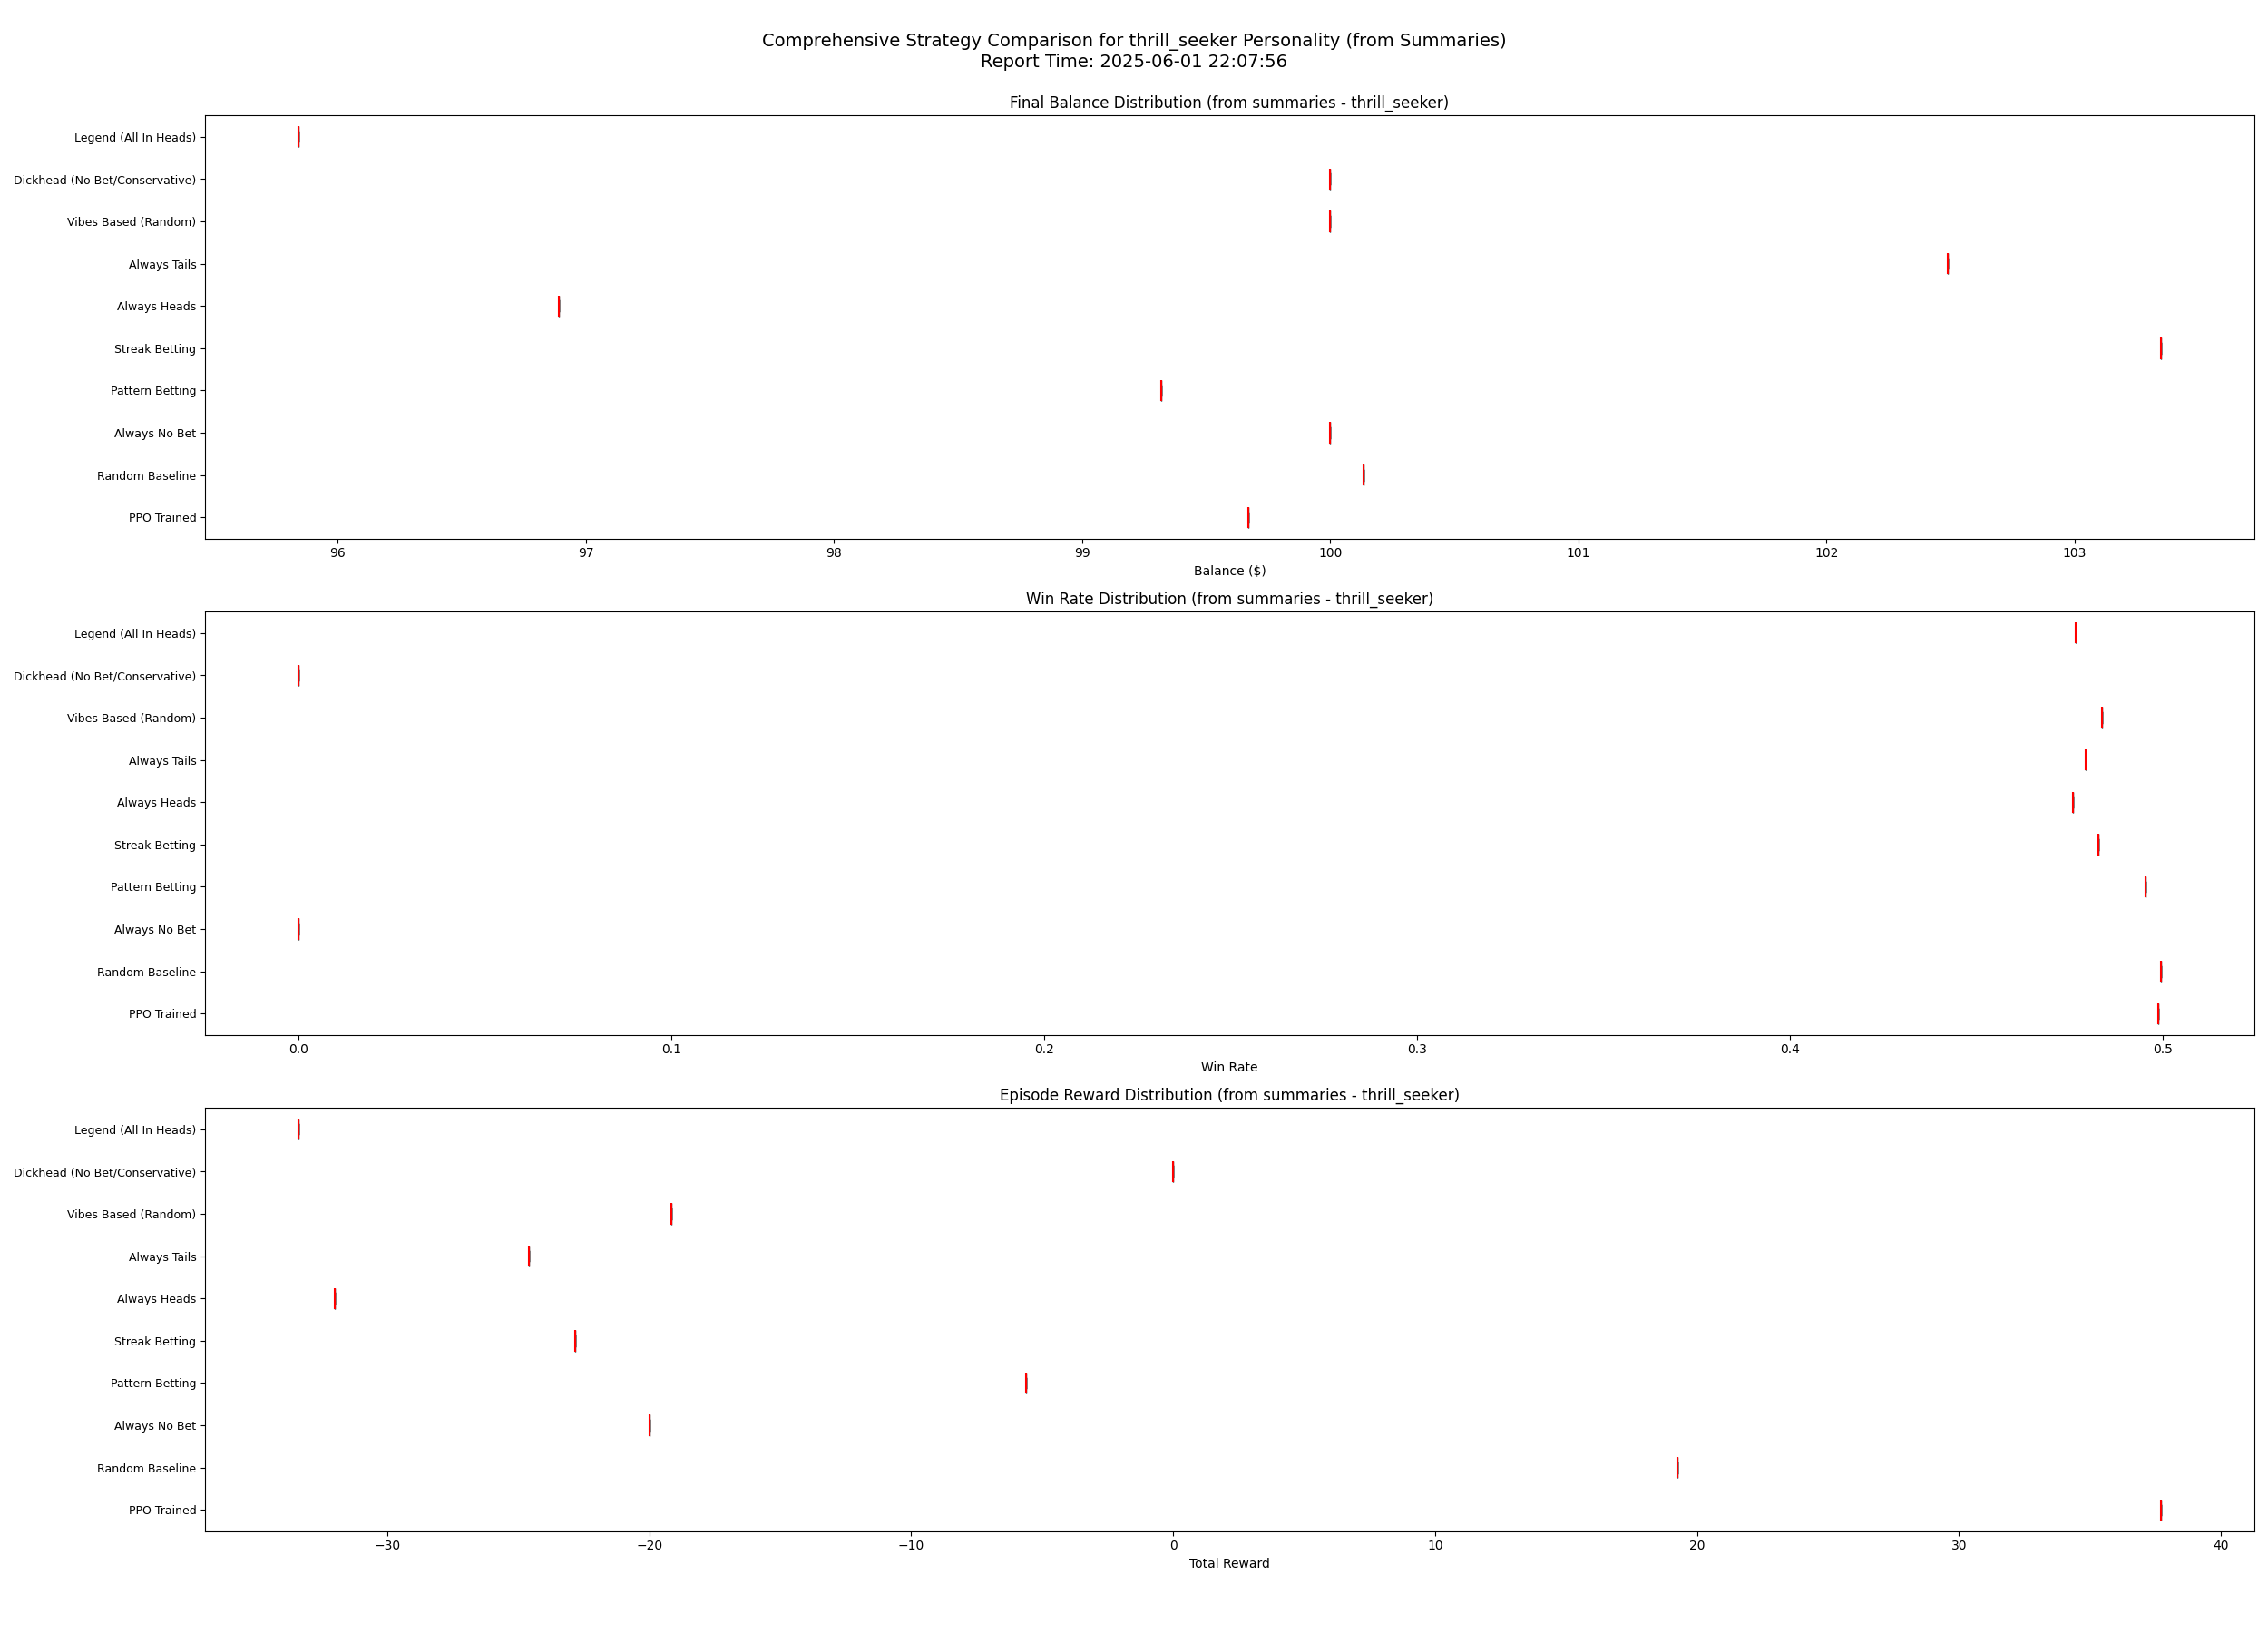 Comprehensive Strategy Comparison for thrill_seeker Personality (from Summaries)
Report Time: 2025-06-01 22:07:56
Final Balance Distribution (from summaries - thrill_seeker)
Legend (All In Heads)
Dickhead (No Bet/Conservative)
Vibes Based (Random)
Always Tails
Always Heads
Streak Betting
Pattern Betting
Always No Bet
Random Baseline
PPO Trained
96 97 98 99 100 101 102 103
Balance ($)
Win Rate Distribution (from summaries - thrill_seeker)
Legend (All In Heads)
Dickhead (No Bet/Conservative)
Vibes Based (Random)
Always Tails
Always Heads
Streak Betting
Pattern Betting
Always No Bet
Random Baseline
PPO Trained
0.0 0.1 0.2 0.3 0.4 0.5
Win Rate
Episode Reward Distribution (from summaries - thrill_seeker)
Legend (All In Heads)
Dickhead (No Bet/Conservative)
Vibes Based (Random)
Always Tails
Always Heads
Streak Betting
Pattern Betting
Always No Bet
Random Baseline
PPO Trained
−30 −20 −10 0 10 20 30 40
Total Reward